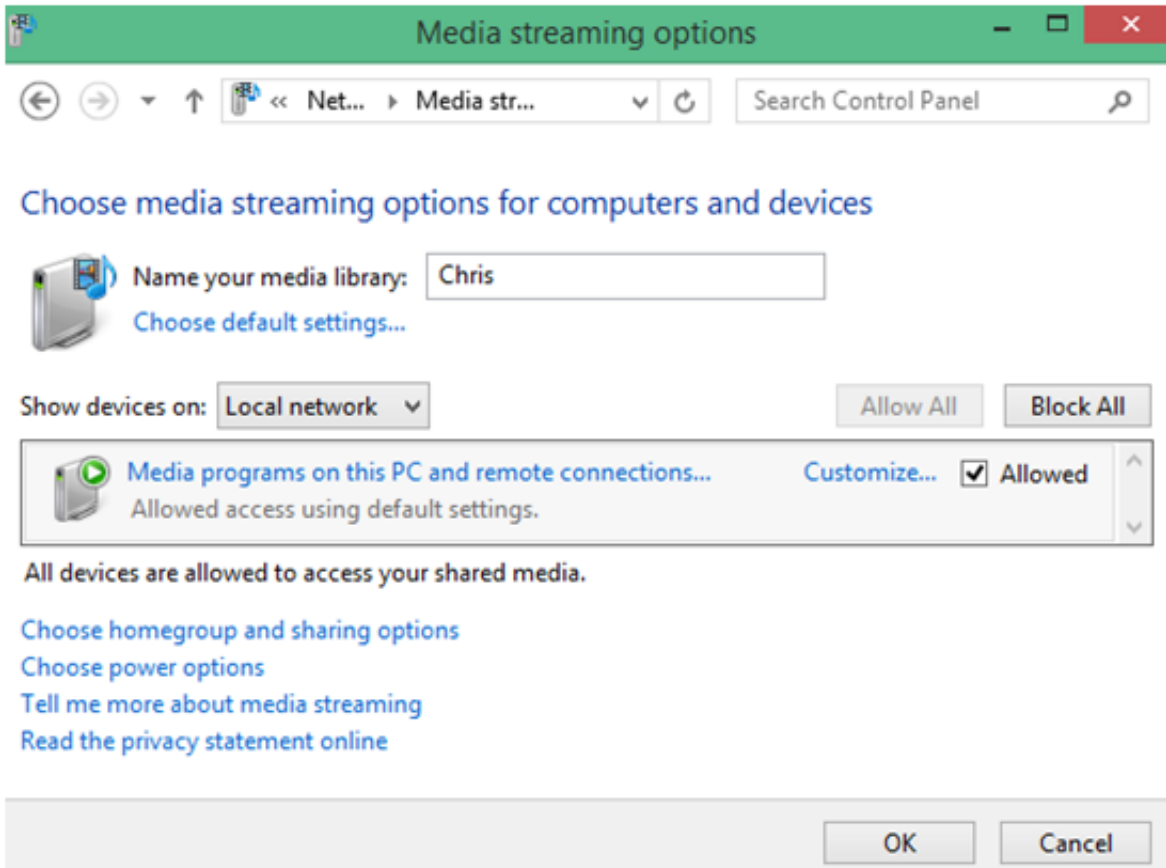 Media streaming options
« Net... Media str... Search Control Panel
Choose media streaming options for computers and devices
Name your media library: Chris
Choose default settings...
Show devices on: Local network Allow All Block All
Media programs on this PC and remote connections... Customize... Allowed
Allowed access using default settings.
All devices are allowed to access your shared media.
Choose homegroup and sharing options
Choose power options
Tell me more about media streaming
Read the privacy statement online
OK Cancel